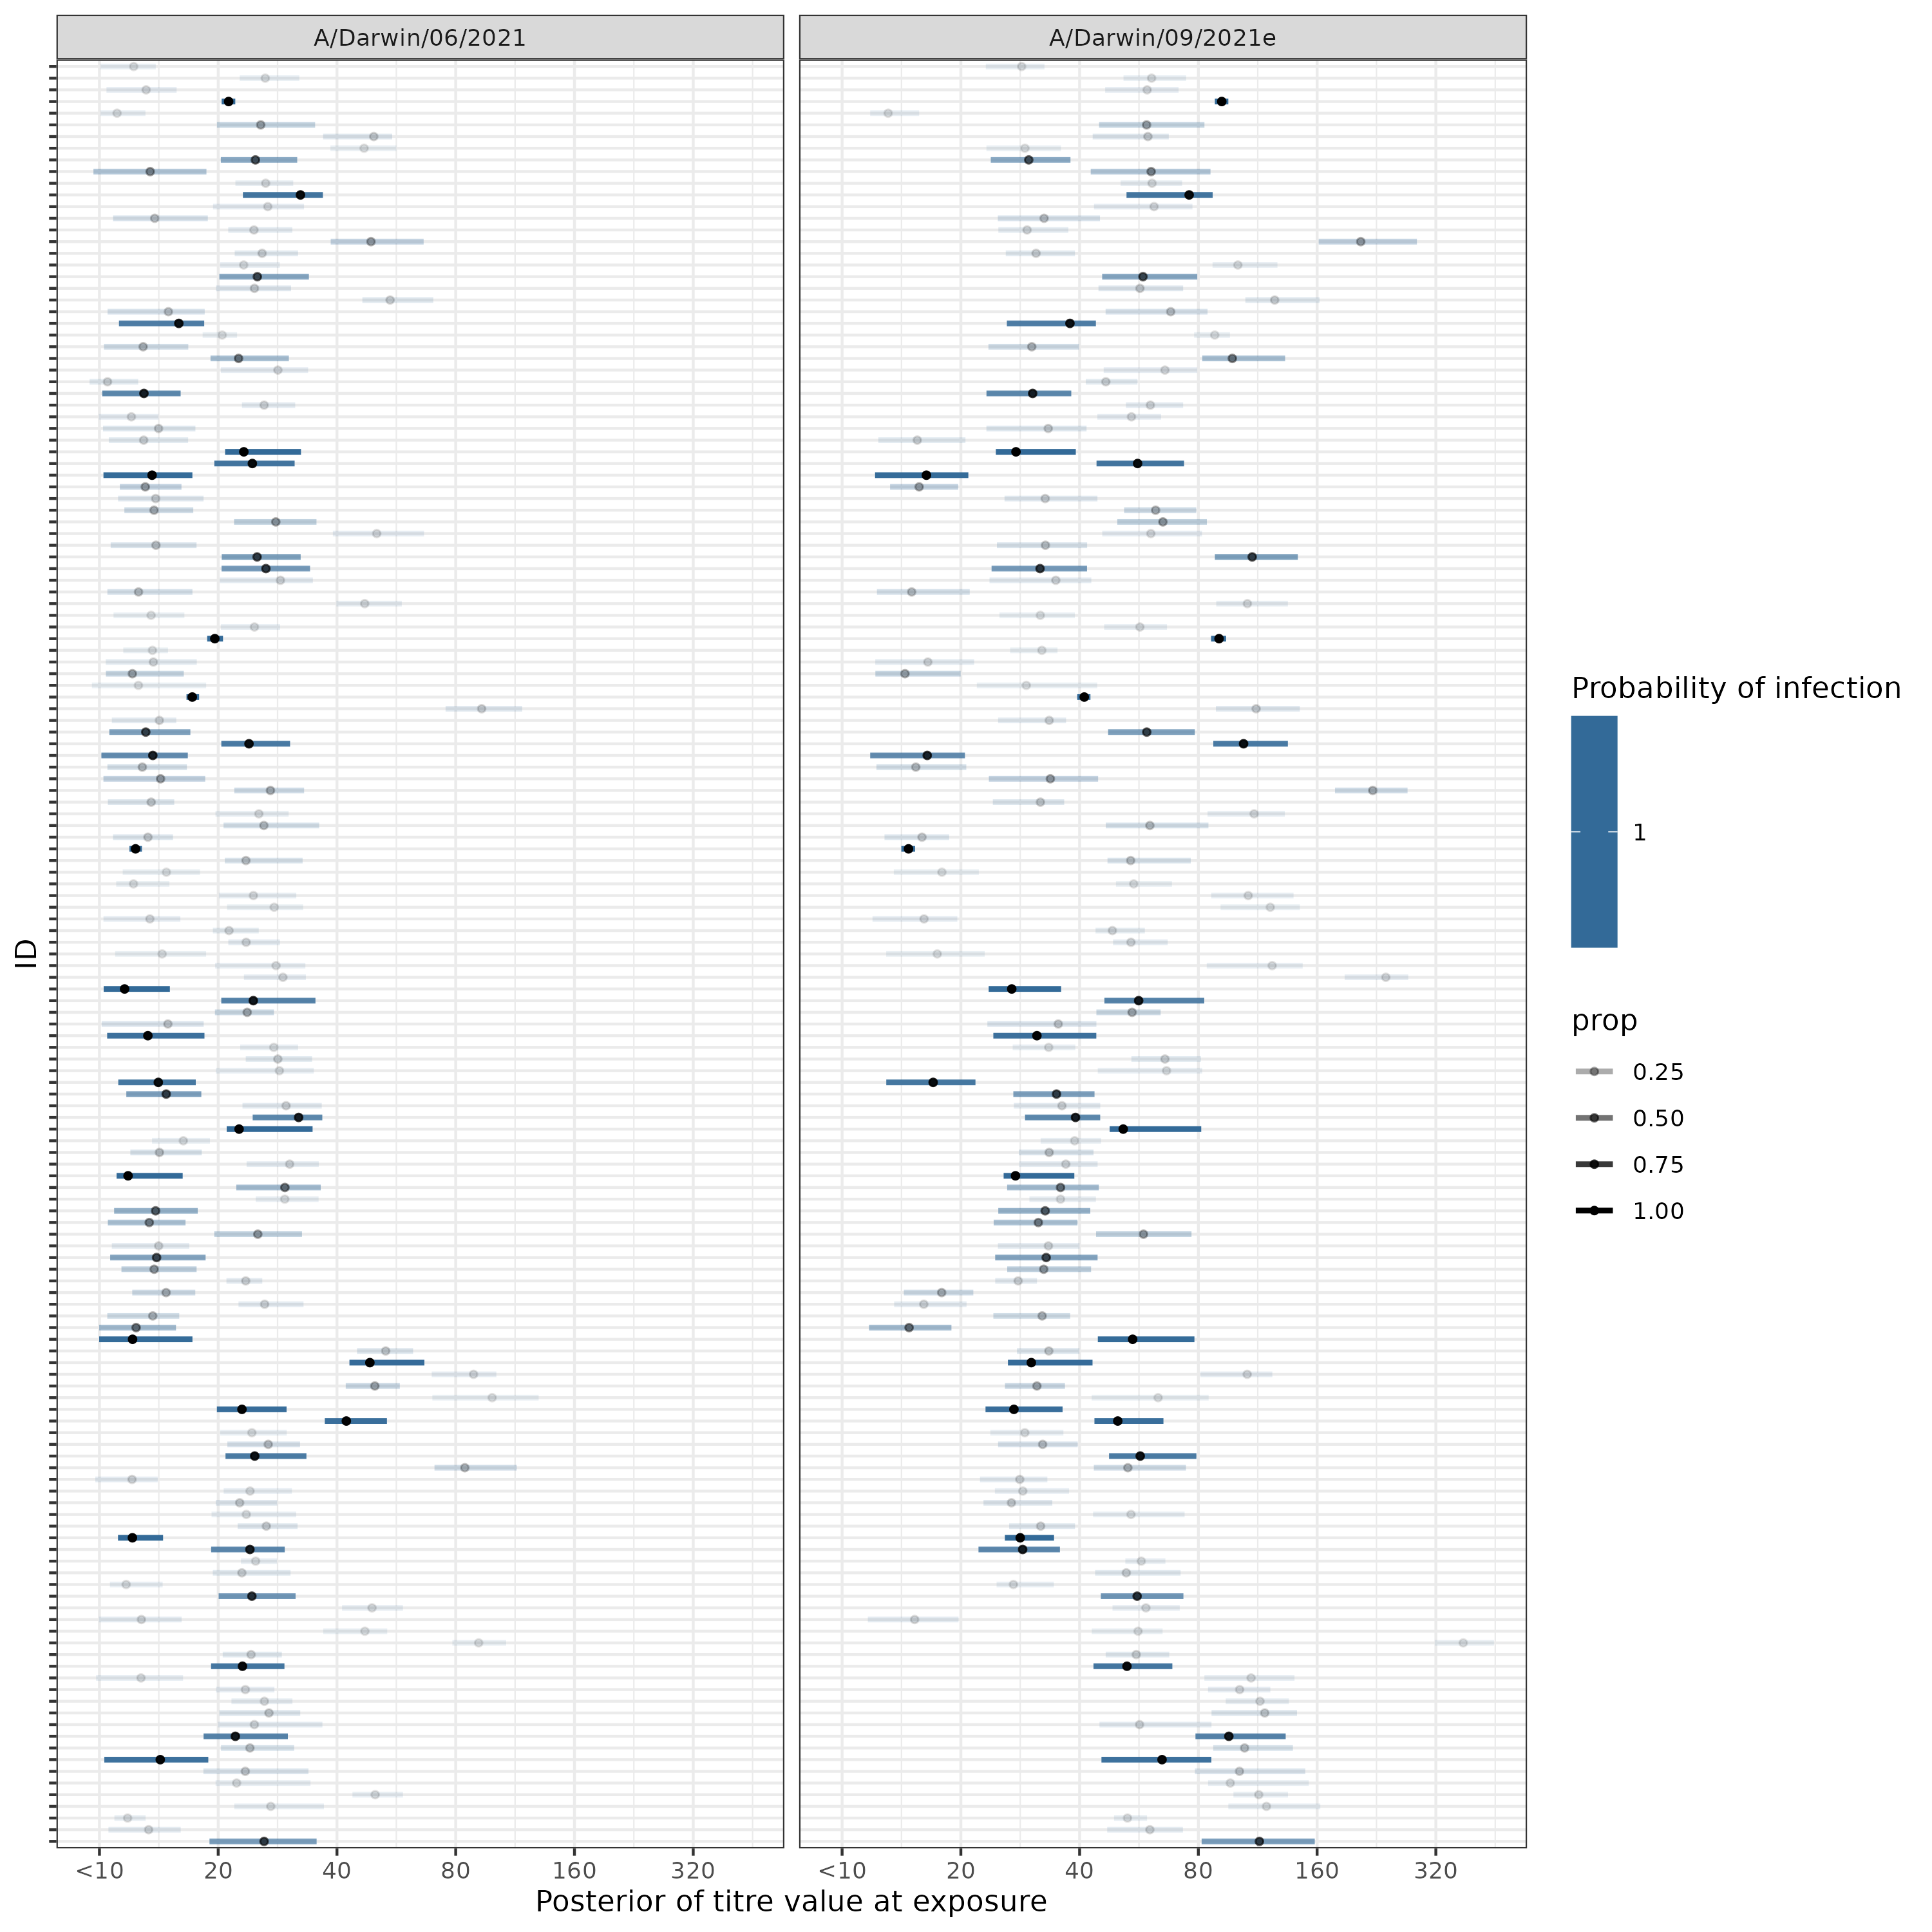 A/Darwin/06/2021
A/Darwin/09/2021e
ID
<10 20 40 80 160 320
<10 20 40 80 160 320
Posterior of titre value at exposure
Probability of infection
1
prop
0.25
0.50
0.75
1.00